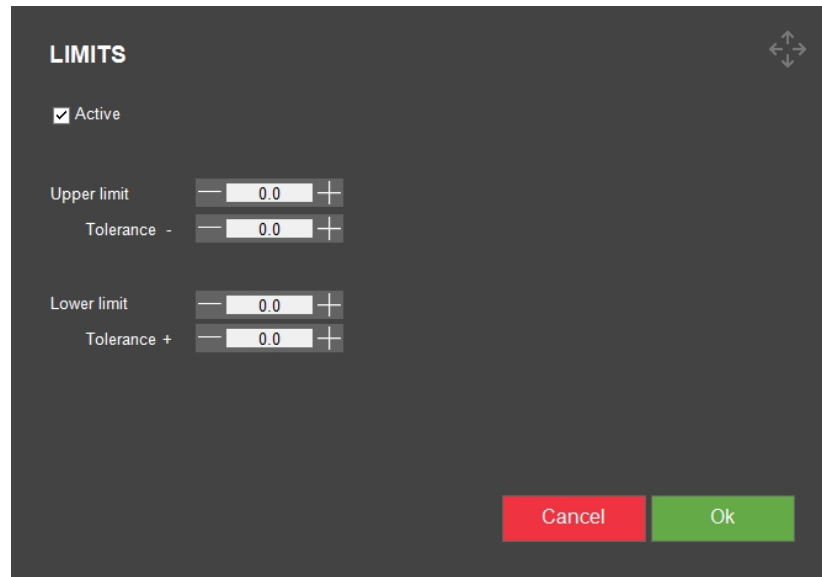 LIMITS
Active
Upper limit 0.0
Tolerance - 0.0
Lower limit 0.0
Tolerance + 0.0
Cancel Ok